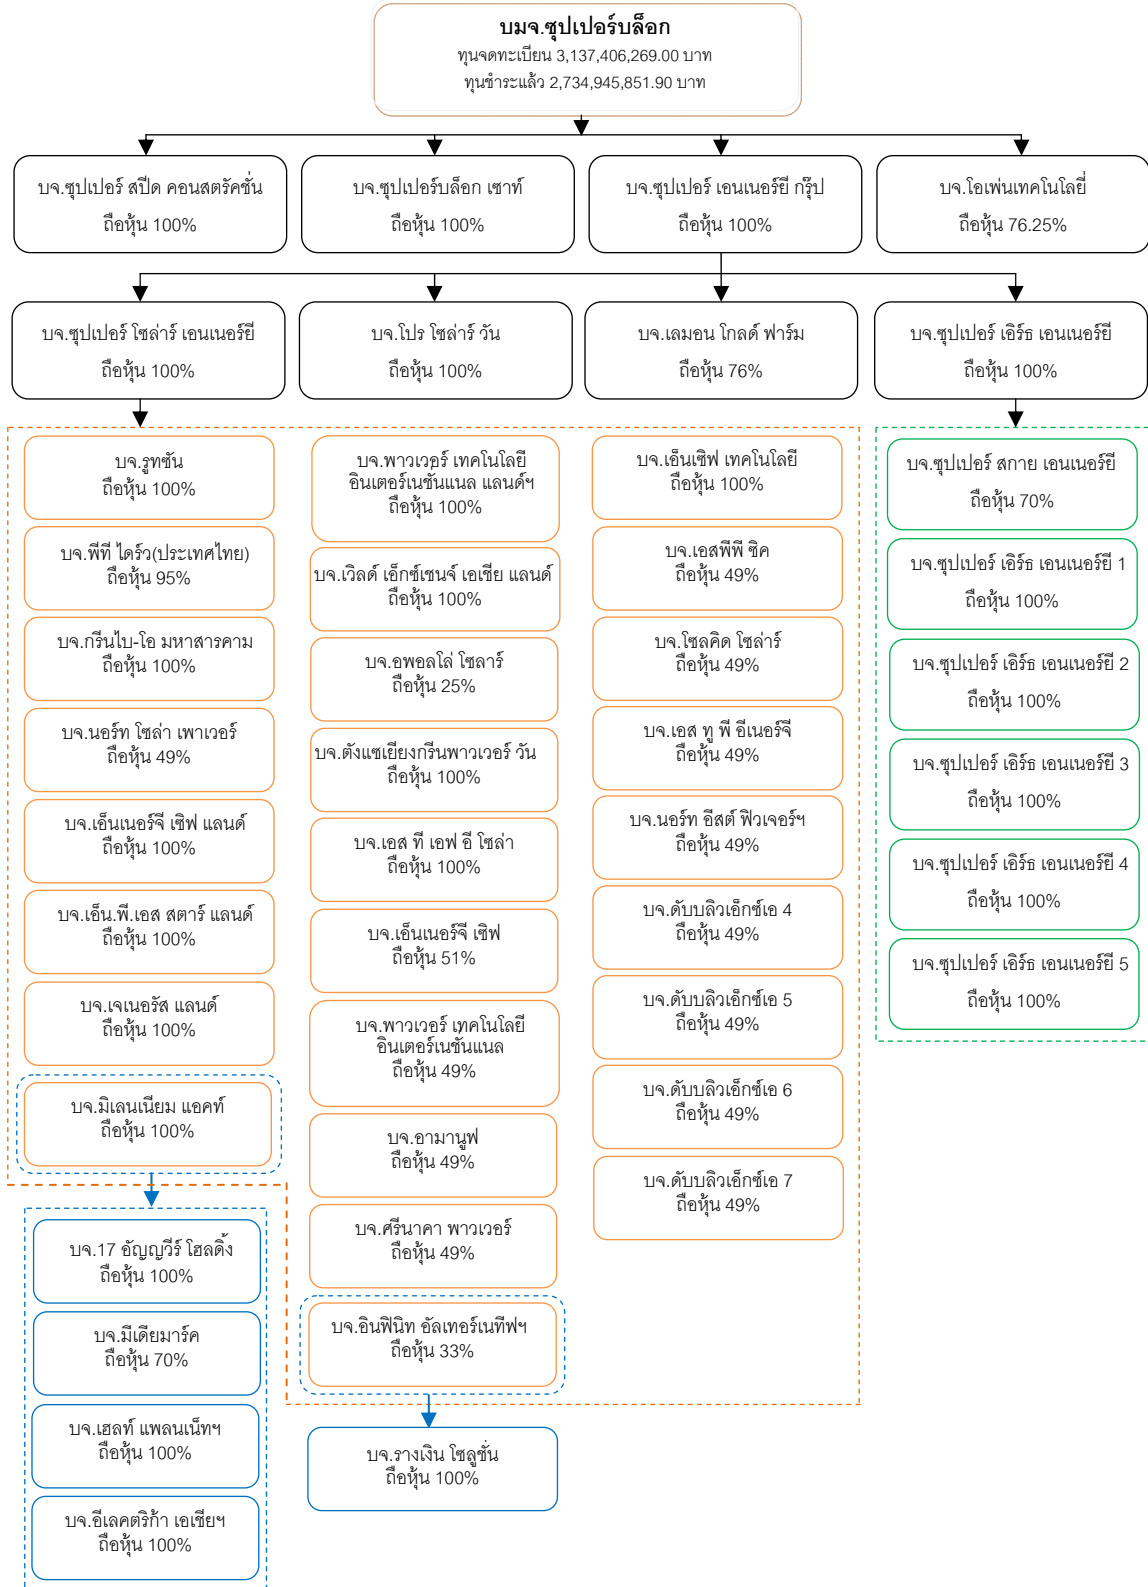 บมจ.ซุปเปอร์บล็อก
ทุนจดทะเบียน 3,137,406,269.00 บาท
ทุนชำระแล้ว 2,734,945,851.90 บาท
บจ.ซุปเปอร์ สปีด คอนสตรัคชั่น
ถือหุ้น 100%
บจ.ซุปเปอร์บล็อก เซาท์
ถือหุ้น 100%
บจ.ซุปเปอร์ เอนเนอร์ยี กรุ๊ป
ถือหุ้น 100%
บจ.โอเพ่นเทคโนโลยี่
ถือหุ้น 76.25%
บจ.ซุปเปอร์ โซล่าร์ เอนเนอร์ยี
ถือหุ้น 100%
บจ.โปร โซล่าร์ วัน
ถือหุ้น 100%
บจ.เลมอน โกลด์ ฟาร์ม
ถือหุ้น 76%
บจ.ซุปเปอร์ เอิร์ธ เอนเนอร์ยี
ถือหุ้น 100%
บจ.รูทซัน
ถือหุ้น 100%
บจ.พีที ไดร์ว(ประเทศไทย)
ถือหุ้น 95%
บจ.กรีนไบ-โอ มหาสารคาม
ถือหุ้น 100%
บจ.นอร์ท โซล่า เพาเวอร์
ถือหุ้น 49%
บจ.เอ็นเนอร์จี เซิฟ แลนด์
ถือหุ้น 100%
บจ.เอ็น.พี.เอส สตาร์ แลนด์
ถือหุ้น 100%
บจ.เจเนอรัส แลนด์
ถือหุ้น 100%
บจ.มิเลนเนียม แอคท์
ถือหุ้น 100%
บจ.17 อัญญวีร์ โฮลดิ้ง
ถือหุ้น 100%
บจ.มีเดียมาร์ค
ถือหุ้น 70%
บจ.เฮลท์ แพลนเน็ทฯ
ถือหุ้น 100%
บจ.อีเลคตริก้า เอเชียฯ
ถือหุ้น 100%
บจ.พาวเวอร์ เทคโนโลยี
อินเตอร์เนชั่นแนล แลนด์ฯ
ถือหุ้น 100%
บจ.เวิลด์ เอ็กซ์เชนจ์ เอเชีย แลนด์
ถือหุ้น 100%
บจ.อพอลโล่ โซลาร์
ถือหุ้น 25%
บจ.ตังแซเยียงกรีนพาวเวอร์ วัน
ถือหุ้น 100%
บจ.เอส ที เอฟ อี โซล่า
ถือหุ้น 100%
บจ.เอ็นเนอร์จี เซิฟ
ถือหุ้น 51%
บจ.พาวเวอร์ เทคโนโลยี
อินเตอร์เนชั่นแนล
ถือหุ้น 49%
บจ.อามานูฟ
ถือหุ้น 49%
บจ.ศรีนาคา พาวเวอร์
ถือหุ้น 49%
บจ.อินฟินิท อัลเทอร์เนทีฟฯ
ถือหุ้น 33%
บจ.รางเงิน โซลูชั่น
ถือหุ้น 100%
บจ.เอ็นเซิฟ เทคโนโลยี
ถือหุ้น 100%
บจ.เอสพีพี ซิค
ถือหุ้น 49%
บจ.โซลคิด โซล่าร์
ถือหุ้น 49%
บจ.เอส ทู พี อีเนอร์จี
ถือหุ้น 49%
บจ.นอร์ท อีสต์ ฟิวเจอร์ฯ
ถือหุ้น 49%
บจ.ดับบลิวเอ็กซ์เอ 4
ถือหุ้น 49%
บจ.ดับบลิวเอ็กซ์เอ 5
ถือหุ้น 49%
บจ.ดับบลิวเอ็กซ์เอ 6
ถือหุ้น 49%
บจ.ดับบลิวเอ็กซ์เอ 7
ถือหุ้น 49%
บจ.ซุปเปอร์ สกาย เอนเนอร์ยี
ถือหุ้น 70%
บจ.ซุปเปอร์ เอิร์ธ เอนเนอร์ยี 1
ถือหุ้น 100%
บจ.ซุปเปอร์ เอิร์ธ เอนเนอร์ยี 2
ถือหุ้น 100%
บจ.ซุปเปอร์ เอิร์ธ เอนเนอร์ยี 3
ถือหุ้น 100%
บจ.ซุปเปอร์ เอิร์ธ เอนเนอร์ยี 4
ถือหุ้น 100%
บจ.ซุปเปอร์ เอิร์ธ เอนเนอร์ยี 5
ถือหุ้น 100%